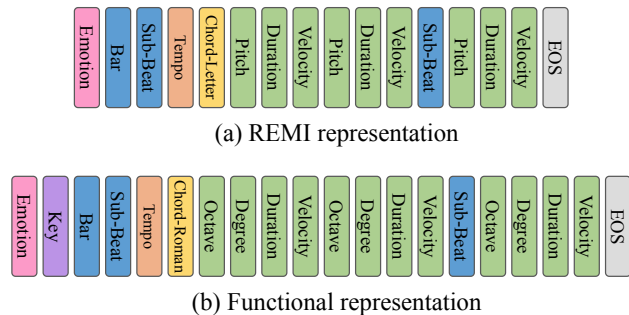 Emotion
Bar
Sub-Beat
Tempo
Chord-Letter
Pitch
Duration
Velocity
Pitch
Duration
Velocity
Sub-Beat
Pitch
Duration
Velocity
EOS
(a) REMI representation
Emotion
Key
Bar
Sub-Beat
Tempo
Chord-Roman
Octave
Degree
Duration
Velocity
Octave
Degree
Duration
Velocity
Sub-Beat
Octave
Degree
Duration
Velocity
EOS
(b) Functional representation